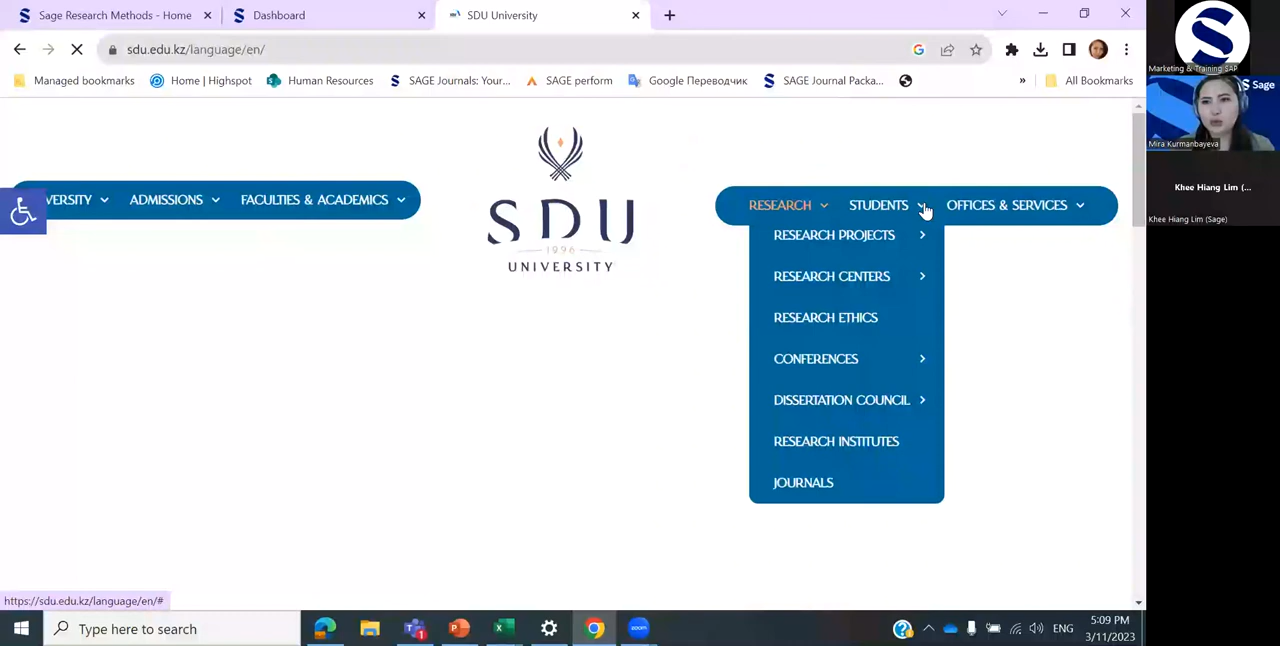 Sage Research Methods - Home
Dashboard
SDU University
sdu.edu.kz/language/en/
Managed bookmarks
Home | Highspot
Human Resources
SAGE Journals
SAGE perform
Google Переводчик
SAGE Journal Packa...
»
All Bookmarks
VERSITY
ADMISSIONS
FACULTIES & ACADEMICS
SDU
1996
UNIVERSITY
RESEARCH
STUDENTS
OFFICES & SERVICES
RESEARCH PROJECTS
RESEARCH CENTERS
RESEARCH ETHICS
CONFERENCES
DISSERTATION COUNCIL
RESEARCH INSTITUTES
JOURNALS
https://sdu.edu.kz/language/en/#
Type here to search
1
ENG
5:09 PM
3/11/2023
Marketing & Training SAP
S Sage
Mira Kurmanbayeva
Khee Hiang Lim (...
Khee Hiang Lim (Sage)